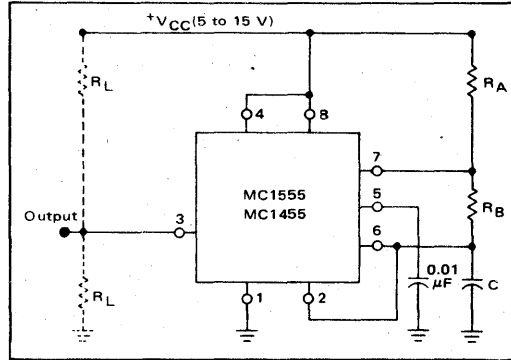 +VCC (5 to 15 V)
RL
RA
4
8
7
MC1555
MC1455
5
RB
Output
3
6
0.01
µF
C
RL
1
2